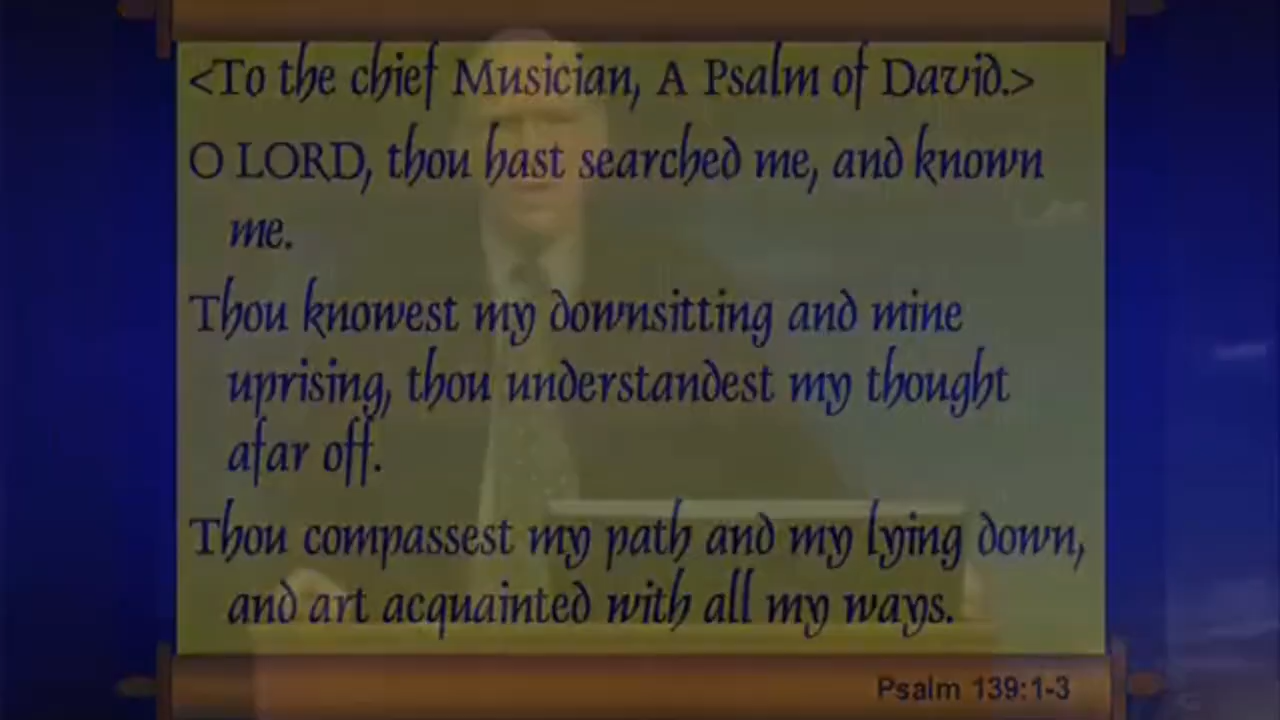 <To the chief Musician, A Psalm of David.>
O LORD, thou hast searched me, and known
me.
Thou knowest my downsitting and mine
uprising, thou understandest my thought
afar off.
Thou compassest my path and my lying down,
and art acquainted with all my ways.
Psalm 139:1-3